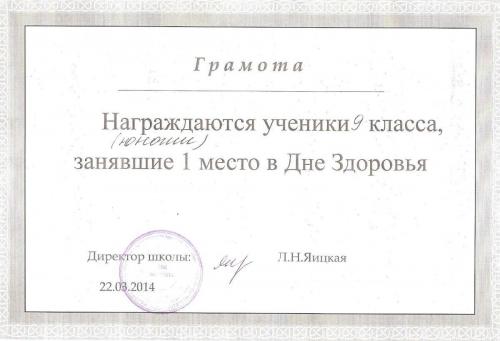 Грамота
Награждаются ученики 9 класса,
(юноши)
занявшие 1 место в Дне Здоровья
Директор школы:
Л.Н.Яицкая
22.03.2014